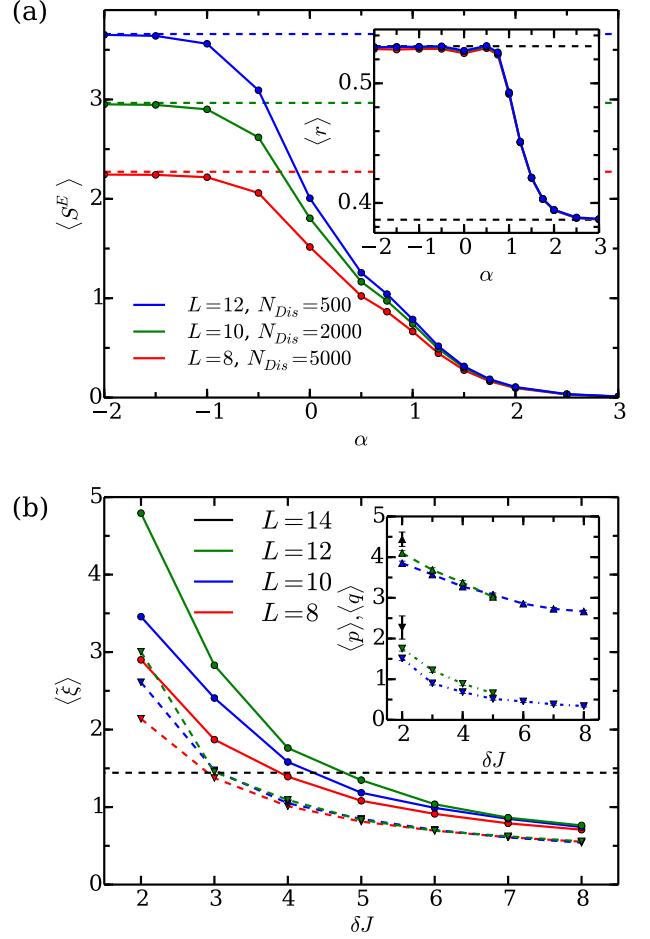 (a)
⟨S^E⟩
3
2
1
0
−2 −1 0 1 2 3
α
L=12, N_Dis=500
L=10, N_Dis=2000
L=8, N_Dis=5000
⟨r⟩
0.5
0.4
−2 −1 0 1 2 3
α
(b)
⟨ξ̃⟩
5
4
3
2
1
0
2 3 4 5 6 7 8
δJ
L=14
L=12
L=10
L=8
⟨p⟩,⟨q⟩
5
4
3
2
1
0
2 4 6 8
δJ